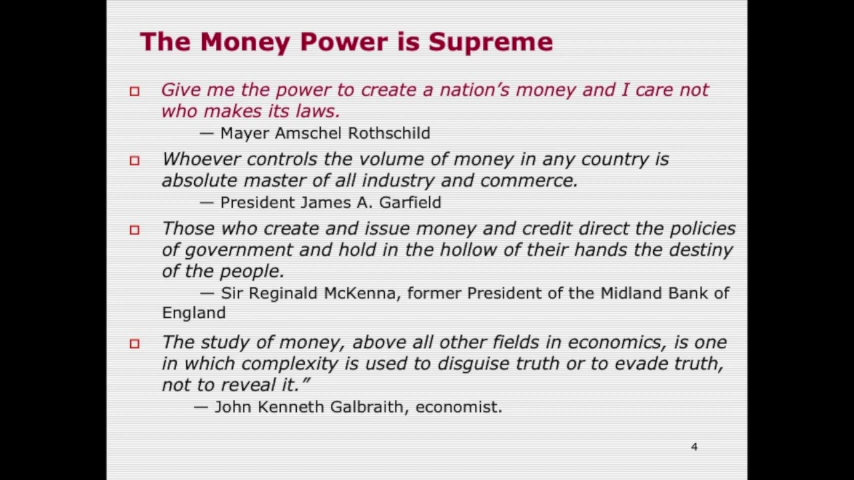 The Money Power is Supreme
Give me the power to create a nation's money and I care not
who makes its laws.
— Mayer Amschel Rothschild
Whoever controls the volume of money in any country is
absolute master of all industry and commerce.
— President James A. Garfield
Those who create and issue money and credit direct the policies
of government and hold in the hollow of their hands the destiny
of the people.
— Sir Reginald McKenna, former President of the Midland Bank of
England
The study of money, above all other fields in economics, is one
in which complexity is used to disguise truth or to evade truth,
not to reveal it.”
— John Kenneth Galbraith, economist.
4